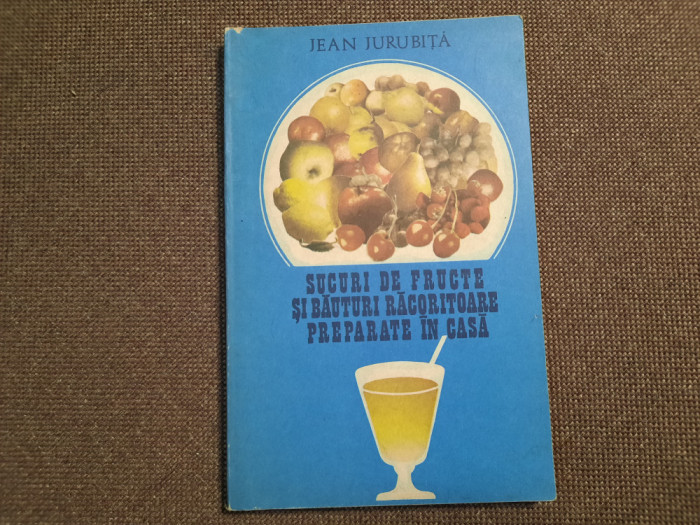 JEAN JURUBIȚĂ
SUCURI DE FRUCTE
ȘI BĂUTURI RĂCORITOARE
PREPARATE ÎN CASĂ